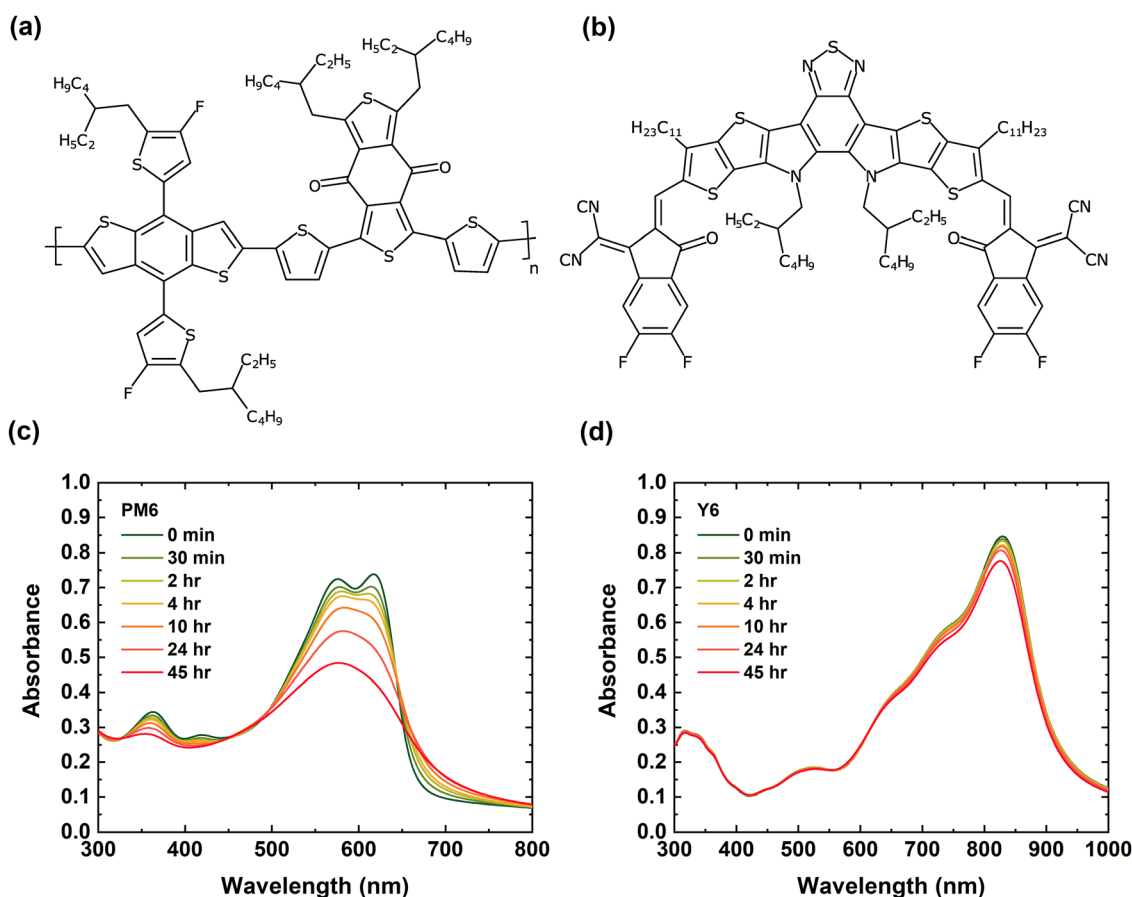 (a)
H9C4
H5C2
F
S
H9C4
C2H5
H5C2
C4H9
S
O
O
S
S
S
S
S
n
S
F
C2H5
C4H9
(b)
S
N
N
H23C11
S
S
C11H23
S
N
N
S
CN
CN
O
H5C2
C4H9
C2H5
C4H9
O
CN
CN
F
F
F
F
(c)
1.0
0.9
0.8
0.7
0.6
0.5
0.4
0.3
0.2
0.1
0.0
Absorbance
PM6
0 min
30 min
2 hr
4 hr
10 hr
24 hr
45 hr
300 400 500 600 700 800
Wavelength (nm)
(d)
1.0
0.9
0.8
0.7
0.6
0.5
0.4
0.3
0.2
0.1
0.0
Absorbance
Y6
0 min
30 min
2 hr
4 hr
10 hr
24 hr
45 hr
300 400 500 600 700 800 900 1000
Wavelength (nm)